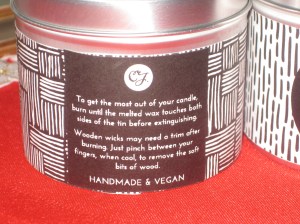 To get the most out of your candle,
burn until the melted wax touches both
sides of the tin before extinguishing.
Wooden wicks may need a trim after
burning. Just pinch between your
fingers, when cool, to remove the soft
bits of wood.
HANDMADE & VEGAN